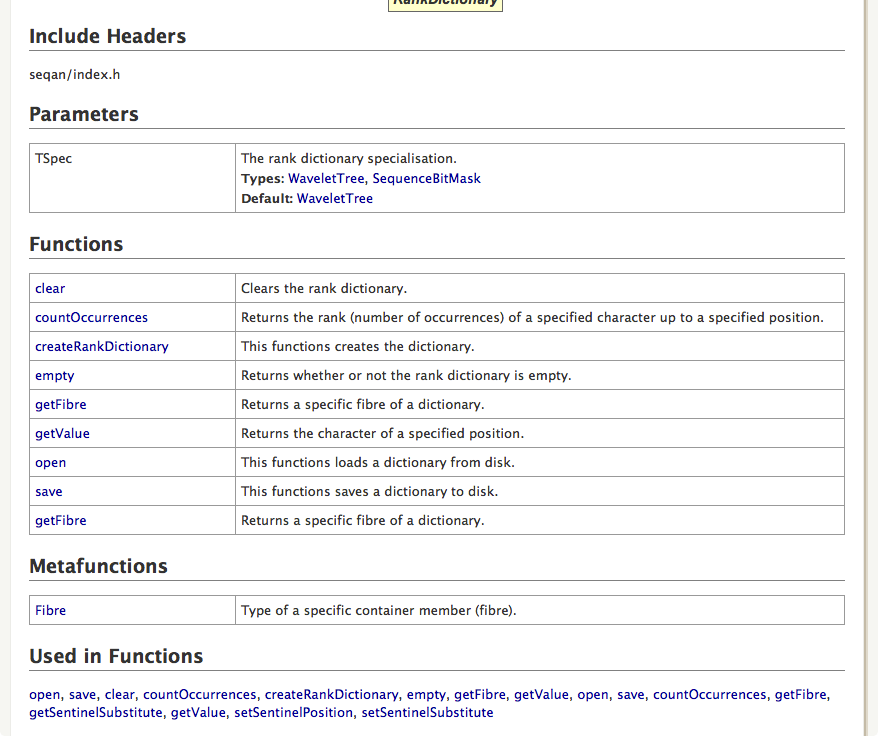 RankDictionary
Include Headers
seqan/index.h
Parameters
TSpec
The rank dictionary specialisation.
Types: WaveletTree, SequenceBitMask
Default: WaveletTree
Functions
clear Clears the rank dictionary.
countOccurrences Returns the rank (number of occurrences) of a specified character up to a specified position.
createRankDictionary This functions creates the dictionary.
empty Returns whether or not the rank dictionary is empty.
getFibre Returns a specific fibre of a dictionary.
getValue Returns the character of a specified position.
open This functions loads a dictionary from disk.
save This functions saves a dictionary to disk.
getFibre Returns a specific fibre of a dictionary.
Metafunctions
Fibre Type of a specific container member (fibre).
Used in Functions
open, save, clear, countOccurrences, createRankDictionary, empty, getFibre, getValue, open, save, countOccurrences, getFibre,
getSentinelSubstitute, getValue, setSentinelPosition, setSentinelSubstitute